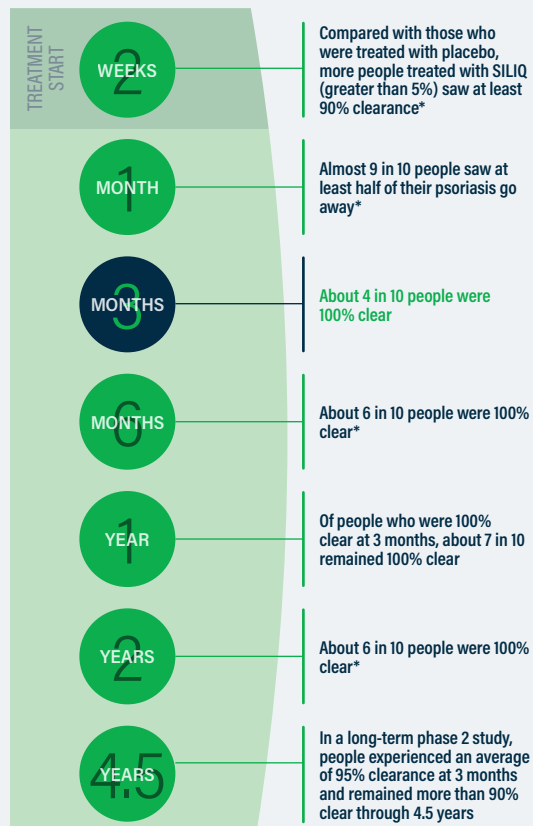 TREATMENT
START
2
WEEKS
Compared with those who
were treated with placebo,
more people treated with SILIQ
(greater than 5%) saw at least
90% clearance*
1
MONTH
Almost 9 in 10 people saw at
least half of their psoriasis go
away*
3
MONTHS
About 4 in 10 people were
100% clear
6
MONTHS
About 6 in 10 people were 100%
clear*
1
YEAR
Of people who were 100%
clear at 3 months, about 7 in 10
remained 100% clear
2
YEARS
About 6 in 10 people were 100%
clear*
4.5
YEARS
In a long-term phase 2 study,
people experienced an average
of 95% clearance at 3 months
and remained more than 90%
clear through 4.5 years